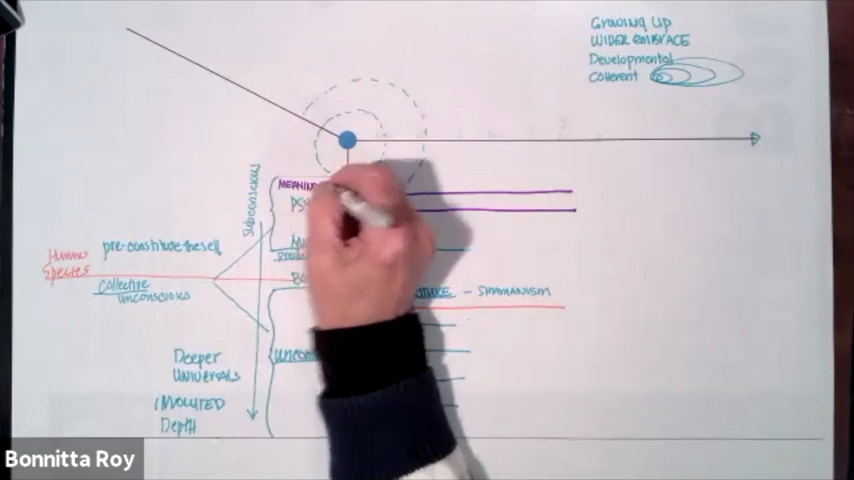 Growing Up
WIDER EMBRACE
Developmental
Coherent
Subconscious
Human
Species
pre-constitute the self
collective
unconscious
- SHAMANISM
Deeper
UNIVERSALS
INVOLUTED
Depth
Bonnitta Roy